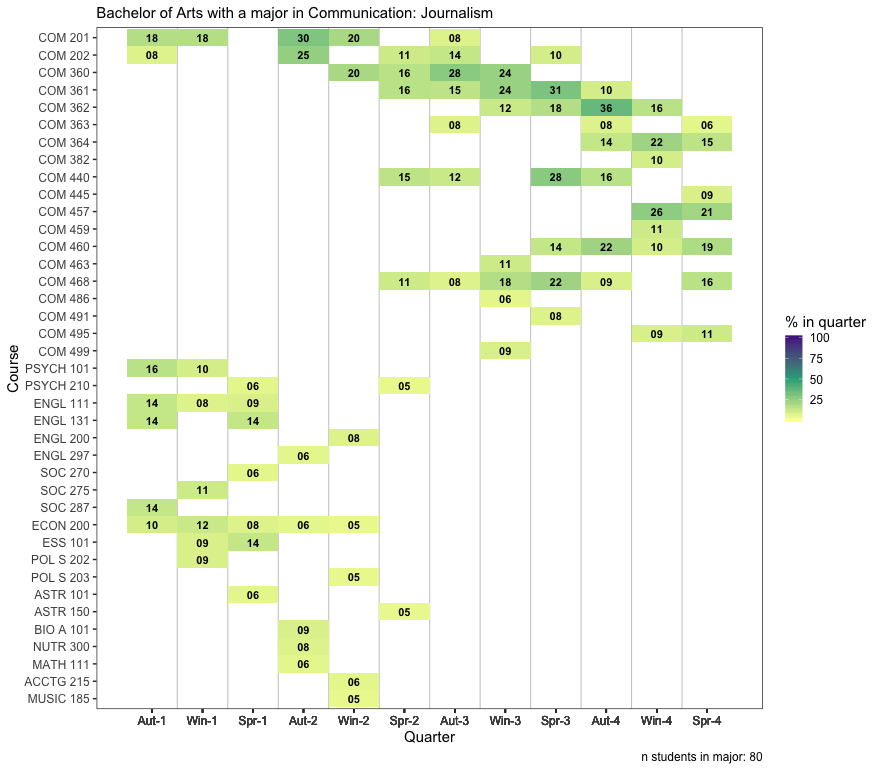 Bachelor of Arts with a major in Communication: Journalism
COM 201 18 18 30 20 08
COM 202 08 25 11 14 10
COM 360 20 16 28 24
COM 361 16 15 24 31 10
COM 362 12 18 36 16
COM 363 08 08 06
COM 364 14 22 15
COM 382 10
COM 440 15 12 28 16
COM 445 09
COM 457 26 21
COM 459 11
COM 460 14 22 10 19
COM 463 11
COM 468 11 08 18 22 09 16
COM 486 06
COM 491 08
COM 495 09 11
COM 499 09
PSYCH 101 16 10
PSYCH 210 06 05
ENGL 111 14 08 09
ENGL 131 14 14
ENGL 200 08
ENGL 297 06
SOC 270 06
SOC 275 11
SOC 287 14
ECON 200 10 12 08 06 05
ESS 101 09 14
POL S 202 09
POL S 203 05
ASTR 101 06
ASTR 150 05
BIO A 101 09
NUTR 300 08
MATH 111 06
ACCTG 215 06
MUSIC 185 05
Aut-1 Win-1 Spr-1 Aut-2 Win-2 Spr-2 Aut-3 Win-3 Spr-3 Aut-4 Win-4 Spr-4
Quarter
Course
% in quarter
100
75
50
25
n students in major: 80